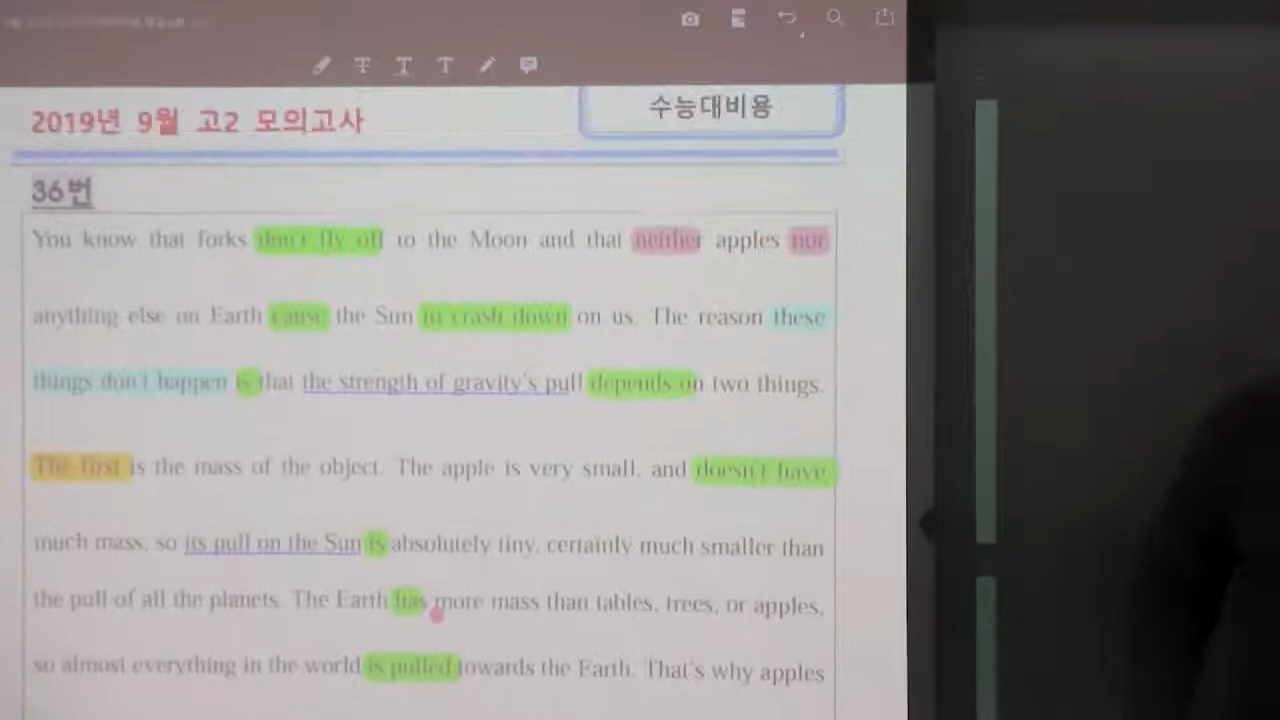 수능대비용
2019년 9월 고2 모의고사
36번
You know that forks don't fly off to the Moon and that neither apples nor
anything else on Earth cause the Sun to crash down on us. The reason these
things don't happen is that the strength of gravity's pull depends on two things.
The first is the mass of the object. The apple is very small, and doesn't have
much mass, so its pull on the Sun is absolutely tiny, certainly much smaller than
the pull of all the planets. The Earth has more mass than tables, trees, or apples,
so almost everything in the world is pulled towards the Earth. That's why apples